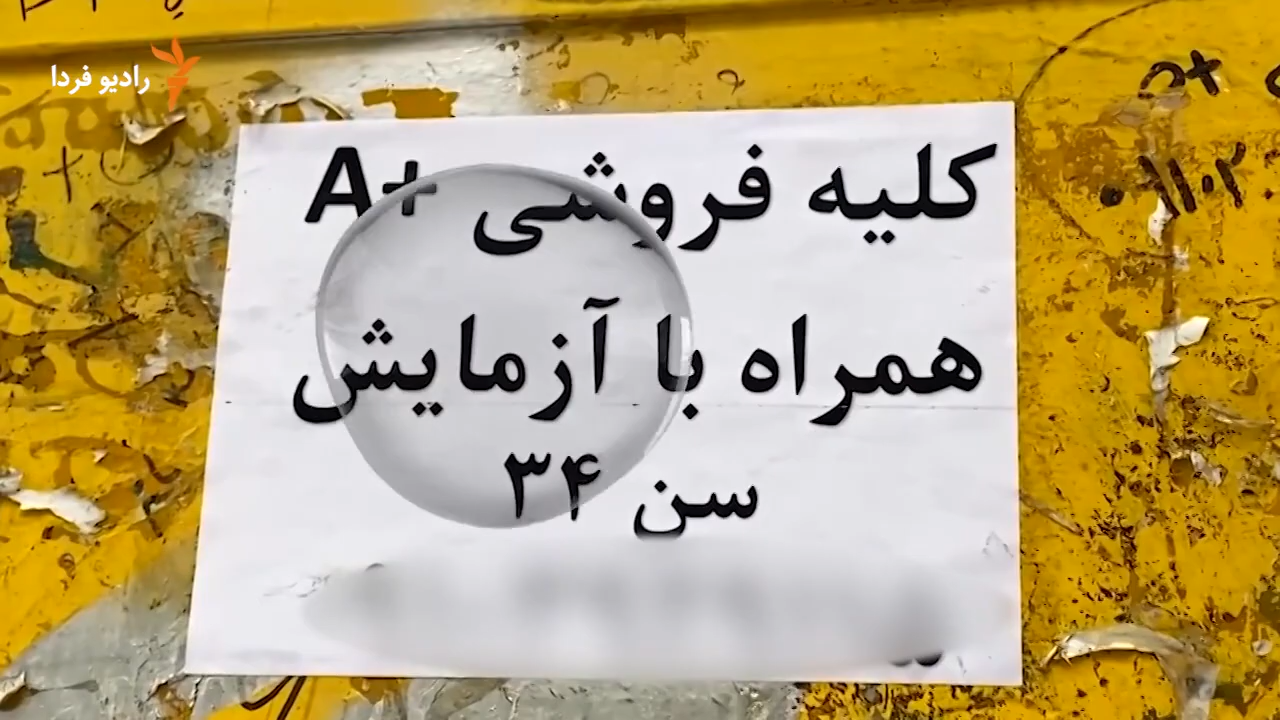 رادیو فردا
کلیه فروشی A+
همراه با آزمایش
سن ۳۴